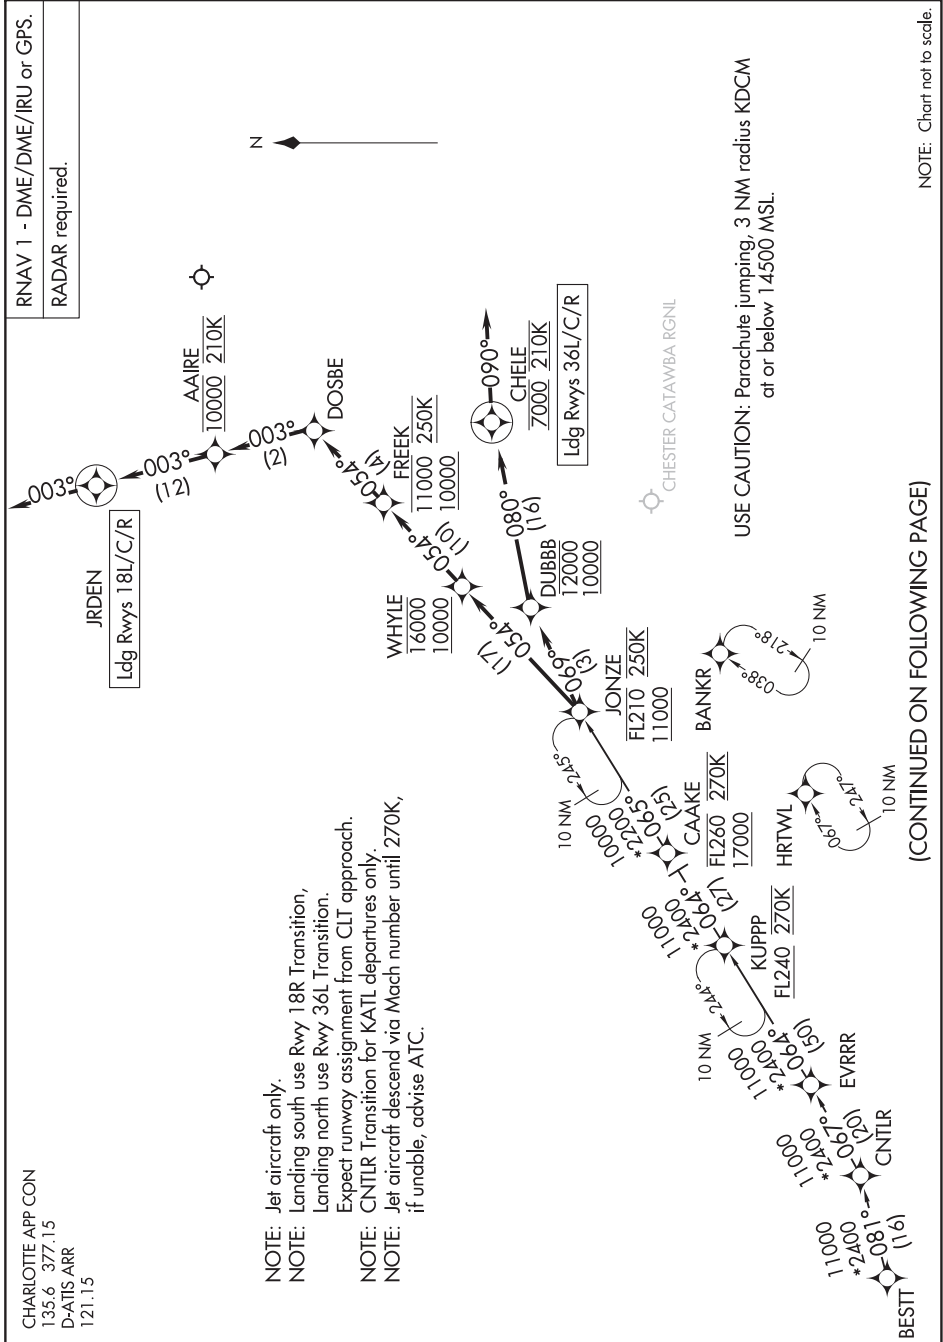 CHARLOTTE APP CON
135.6 377.15
D-ATIS ARR
121.15
RNAV 1 - DME/DME/IRU or GPS.
RADAR required.
NOTE: Jet aircraft only.
NOTE: Landing south use Rwy 18R Transition,
Landing north use Rwy 36L Transition.
Expect runway assignment from CLT approach.
NOTE: CNTLR Transition for KATL departures only.
NOTE: Jet aircraft descend via Mach number until 270K,
if unable, advise ATC.
N
003°
JRDEN
Ldg Rwys 18L/C/R
003°
(12)
AAIRE
10000 210K
003°
(2)
DOSBE
054°
(4)
FREEK
11000 250K
10000
054°
(10)
WHYLE
16000
10000
054°
(17)
090°
CHELE
7000 210K
Ldg Rwys 36L/C/R
080°
(16)
DUBBB
12000
10000
069°
(3)
JONZE
FL210 250K
11000
10 NM
245°
10000
*2200
065°
(25)
CAAKE
FL260 270K
17000
11000
*2400
064°
(27)
KUPPP
FL240 270K
10 NM
244°
11000
*2400
064°
(50)
EVRRR
11000
*2400
067°
(20)
CNTLR
11000
*2400
081°
(16)
BESTT
BANKR
038°
218°
10 NM
HRTWL
067°
247°
10 NM
CHESTER CATAWBA RGNL
USE CAUTION: Parachute jumping, 3 NM radius KDCM
at or below 14500 MSL.
(CONTINUED ON FOLLOWING PAGE)
NOTE: Chart not to scale.